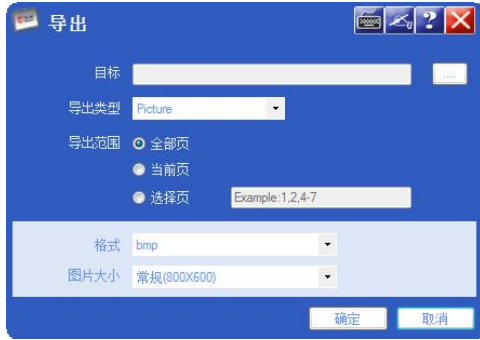 导出
?
目标
....
导出类型 Picture
导出范围 全部页
当前页
选择页 Example:1,2,4-7
格式 bmp
图片大小 常规(800X600)
确定 取消